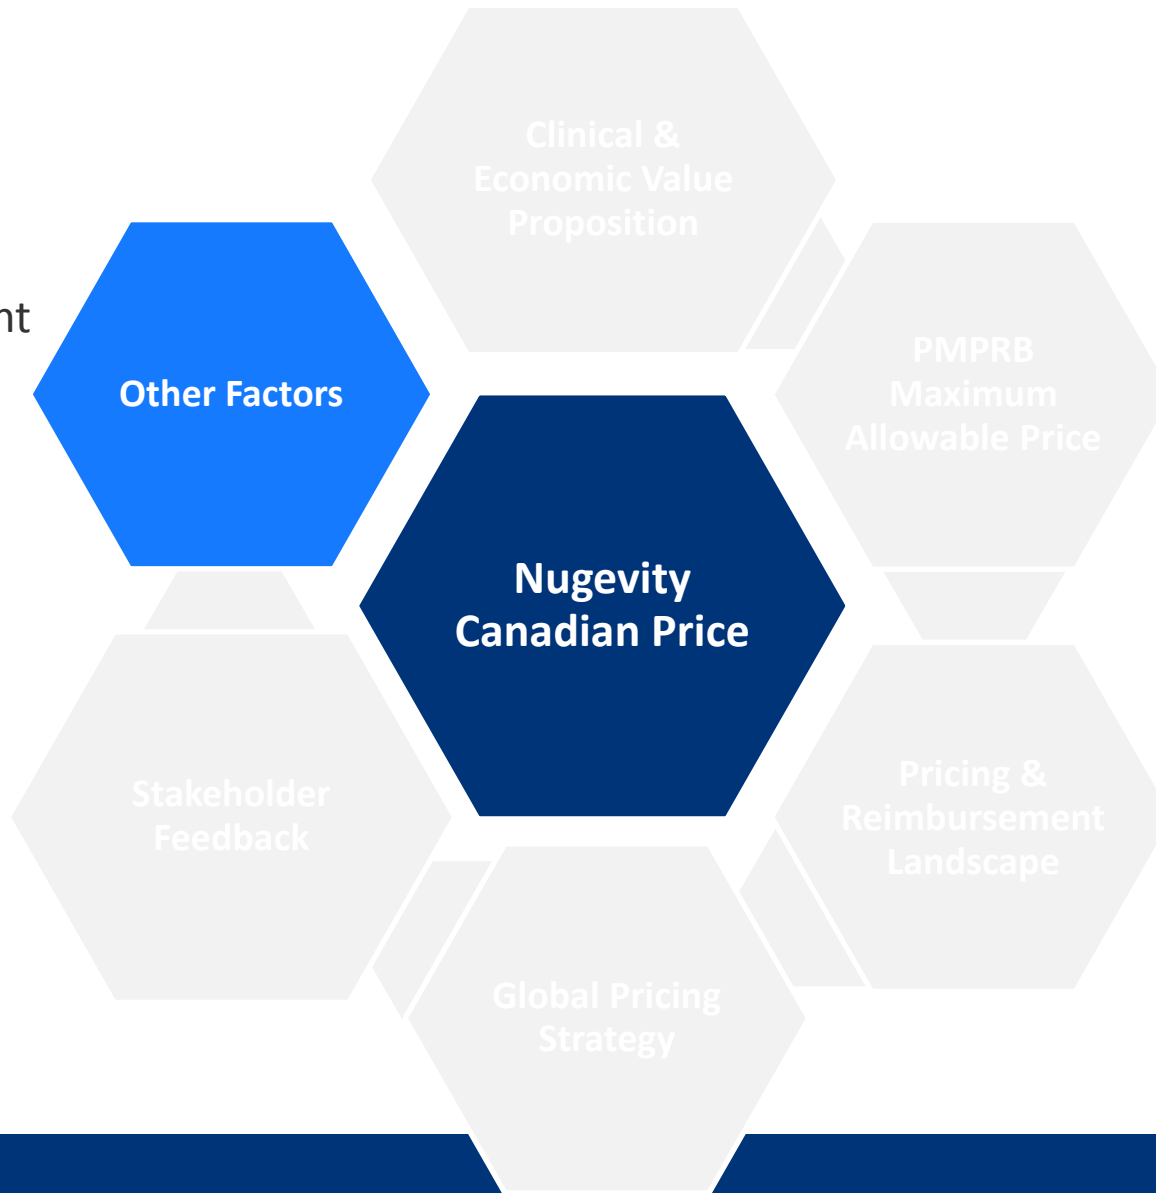 Clinical &
Economic Value
Proposition
nt
Other Factors
PMPRB
Maximum
Allowable Price
Nugevity
Canadian Price
Stakeholder
Feedback
Pricing &
Reimbursement
Landscape
Global Pricing
Strategy